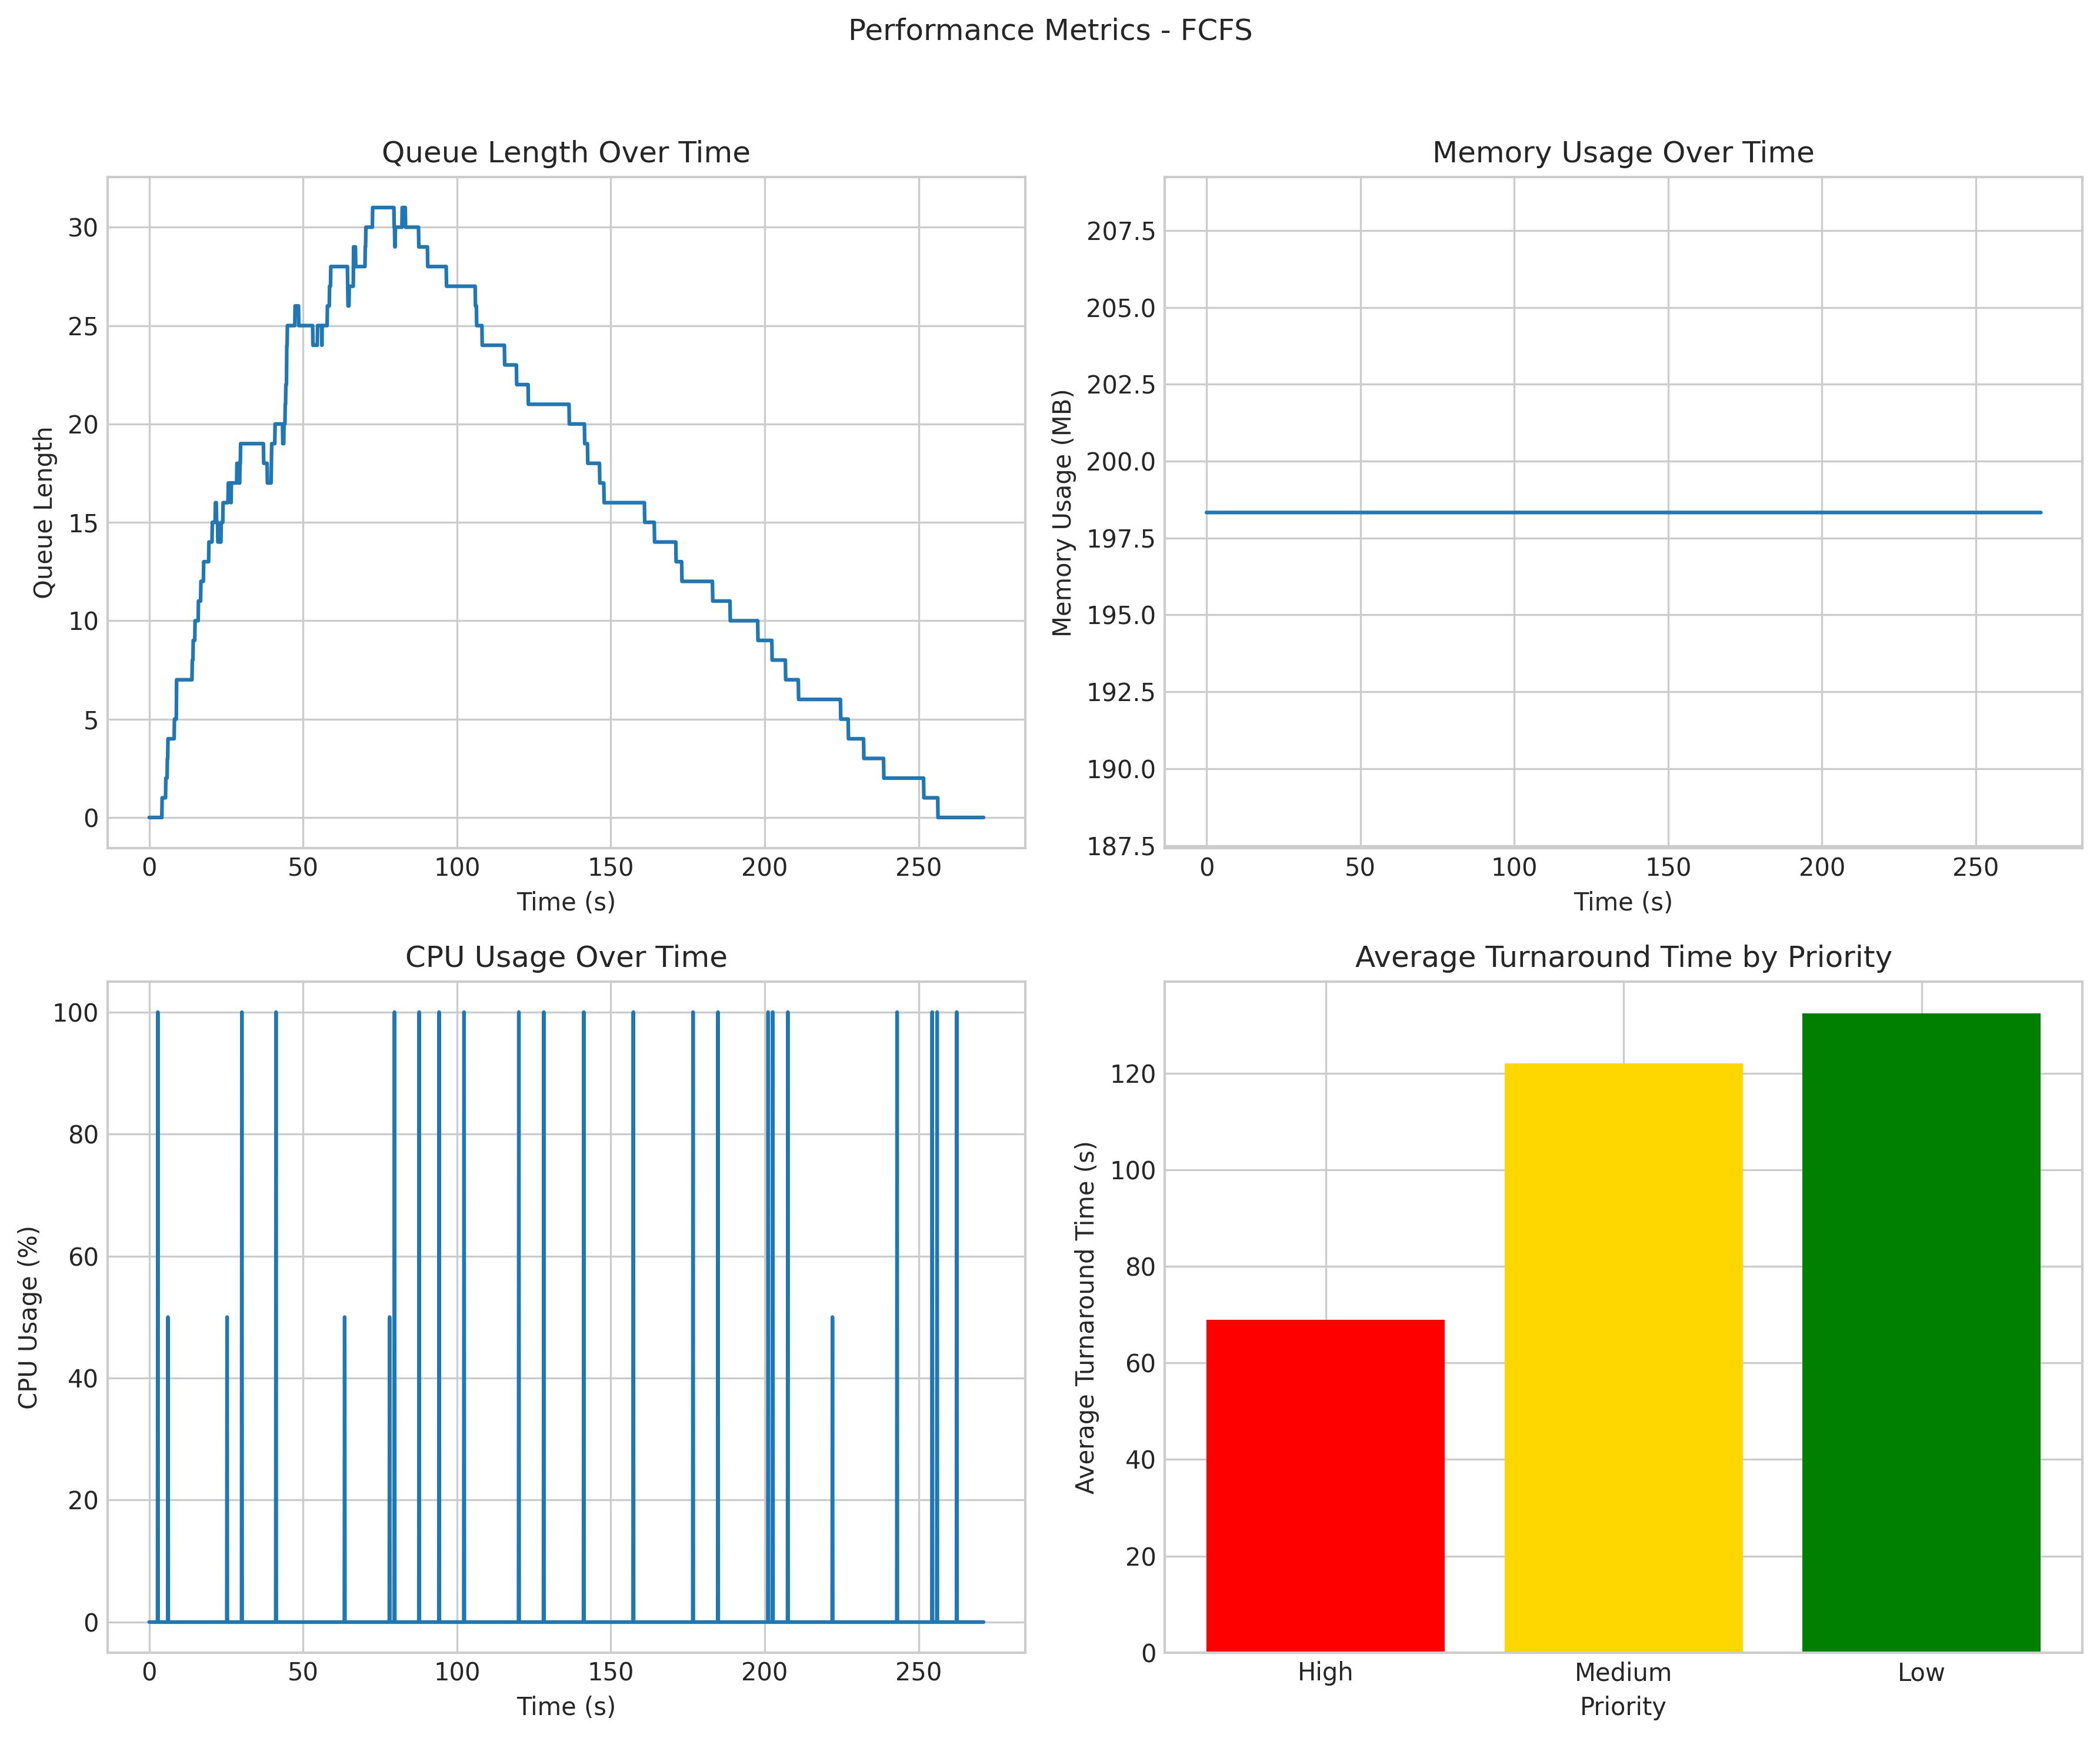 Performance Metrics - FCFS
Queue Length Over Time
Queue Length
30
25
20
15
10
5
0
0 50 100 150 200 250
Time (s)
Memory Usage Over Time
Memory Usage (MB)
207.5
205.0
202.5
200.0
197.5
195.0
192.5
190.0
187.5
0 50 100 150 200 250
Time (s)
CPU Usage Over Time
CPU Usage (%)
100
80
60
40
20
0
0 50 100 150 200 250
Time (s)
Average Turnaround Time by Priority
Average Turnaround Time (s)
120
100
80
60
40
20
0
High Medium Low
Priority